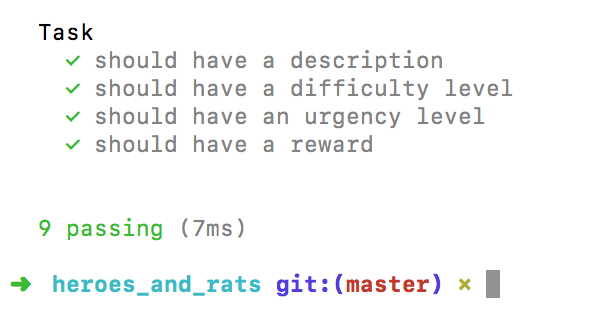 Task
✓ should have a description
✓ should have a difficulty level
✓ should have an urgency level
✓ should have a reward
9 passing (7ms)
➜ heroes_and_rats git:(master) ×